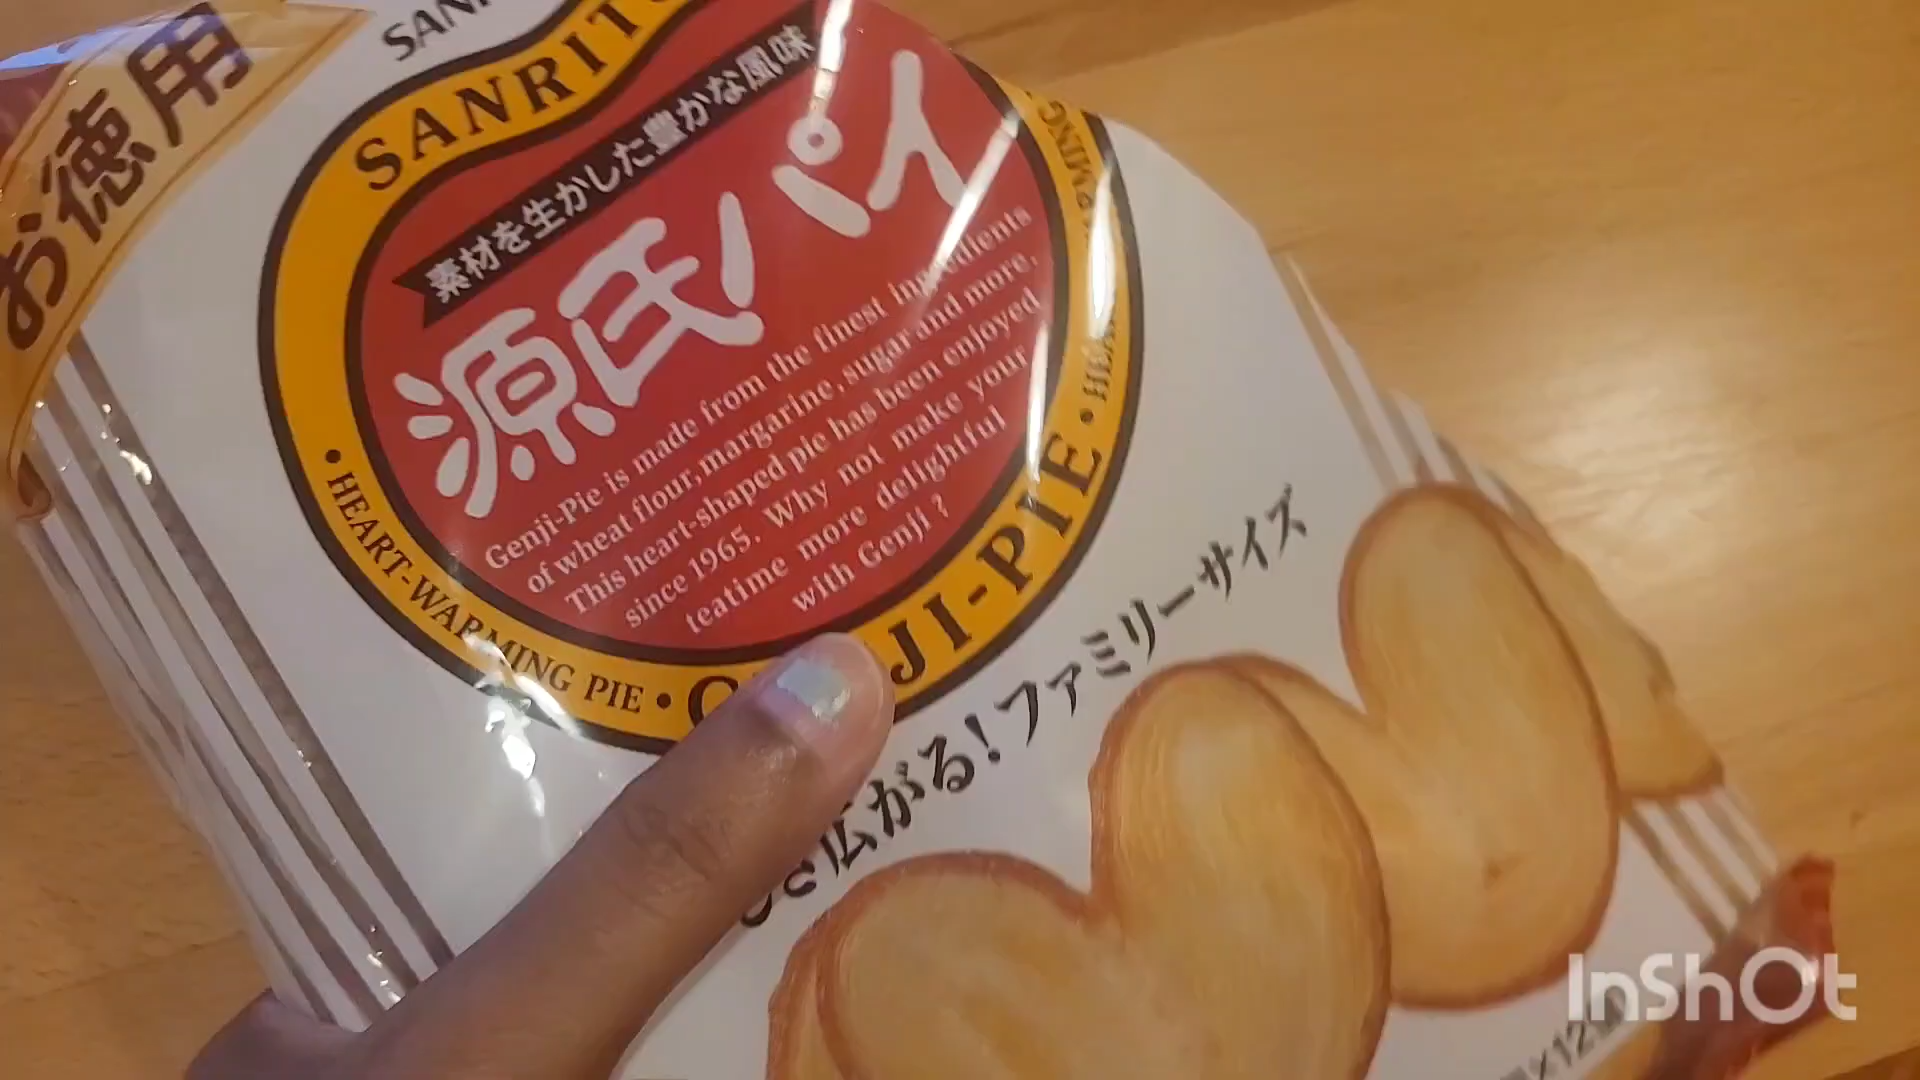 お徳用
SANRITS
素材を生かした豊かな風味
源氏パイ
Genji-Pie is made from the finest ingredients
of wheat flour, margarine, sugar and more.
This heart-shaped pie has been enjoyed
since 1965. Why not make your
teatime more delightful
with Genji ?
• HEART-WARMING PIE •
JI-PIE •
広がる! ファミリーサイズ
InShOt